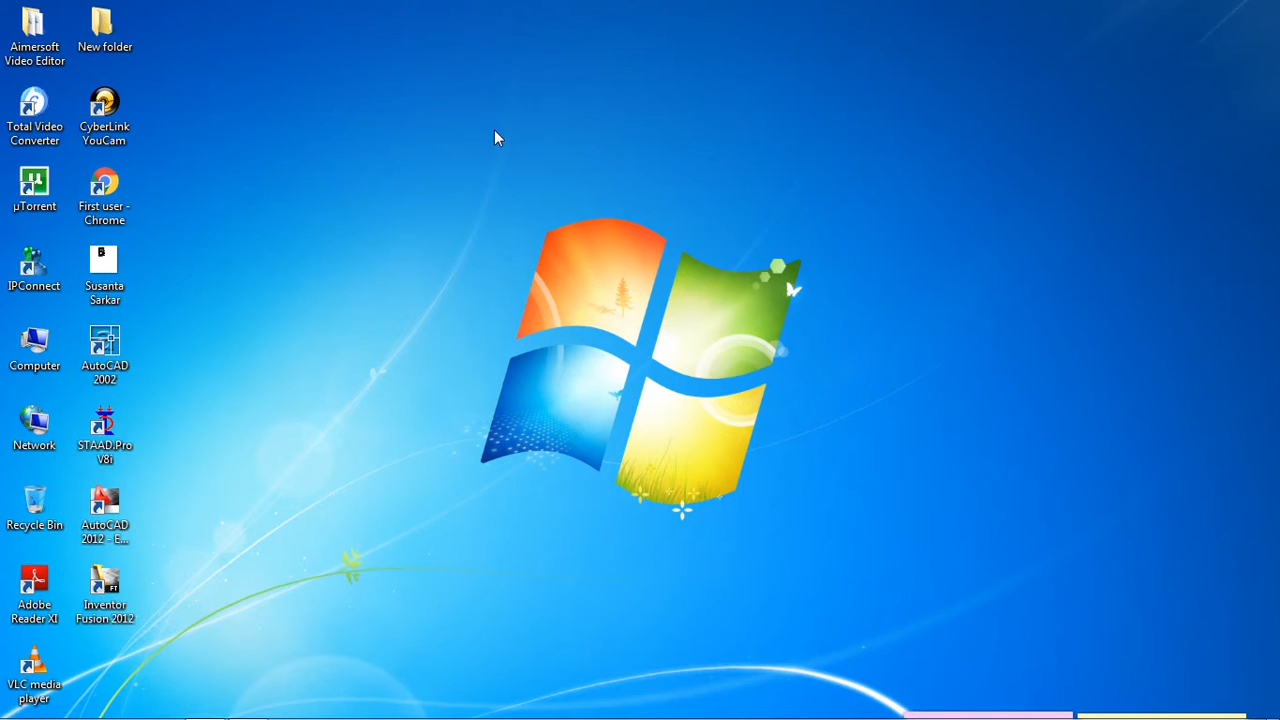 Aimersoft
Video Editor
New folder
Total Video
Converter
CyberLink
YouCam
µTorrent
First user -
Chrome
IPConnect
Susanta
Sarkar
Computer
AutoCAD
2002
Network
STAAD.Pro
V8i
Recycle Bin
AutoCAD
2012 - E...
Adobe
Reader XI
Inventor
Fusion 2012
FT
VLC media
player